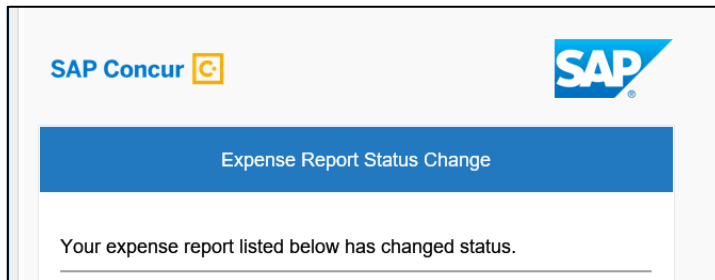 SAP Concur C
SAP
®
Expense Report Status Change
Your expense report listed below has changed status.